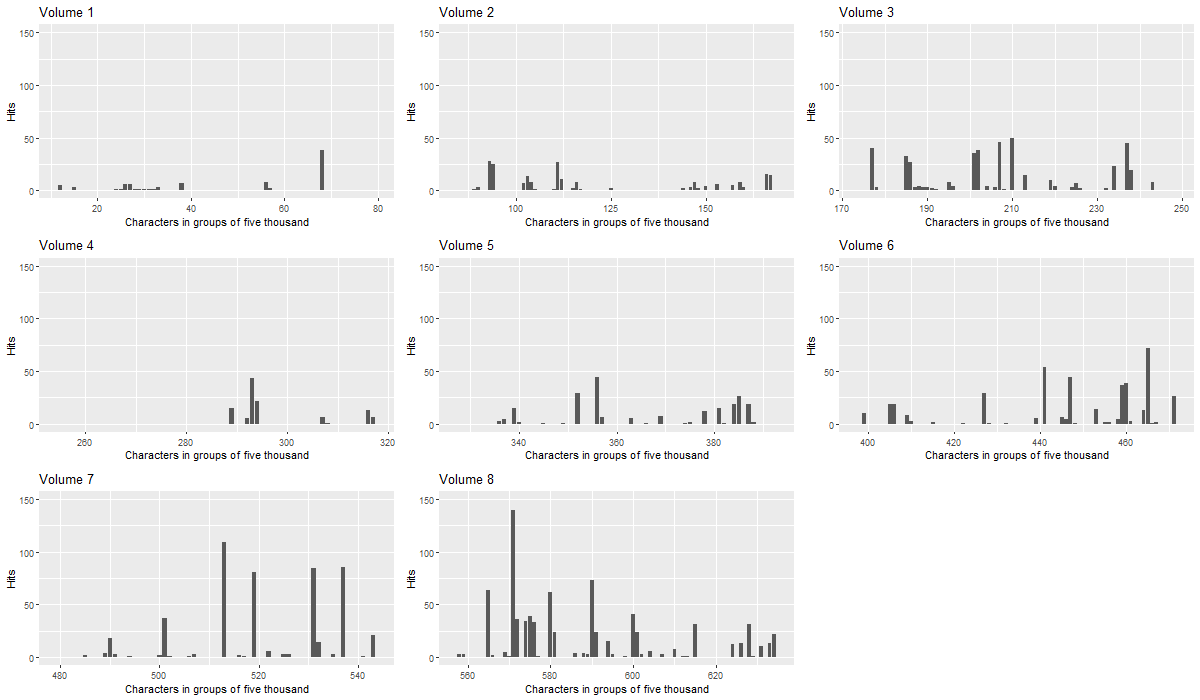 Volume 1
150
100
50
0
Hits
20 40 60 80
Characters in groups of five thousand
Volume 2
150
100
50
0
Hits
100 125 150
Characters in groups of five thousand
Volume 3
150
100
50
0
Hits
170 190 210 230 250
Characters in groups of five thousand
Volume 4
150
100
50
0
Hits
260 280 300 320
Characters in groups of five thousand
Volume 5
150
100
50
0
Hits
340 360 380
Characters in groups of five thousand
Volume 6
150
100
50
0
Hits
400 420 440 460
Characters in groups of five thousand
Volume 7
150
100
50
0
Hits
480 500 520 540
Characters in groups of five thousand
Volume 8
150
100
50
0
Hits
560 580 600 620
Characters in groups of five thousand